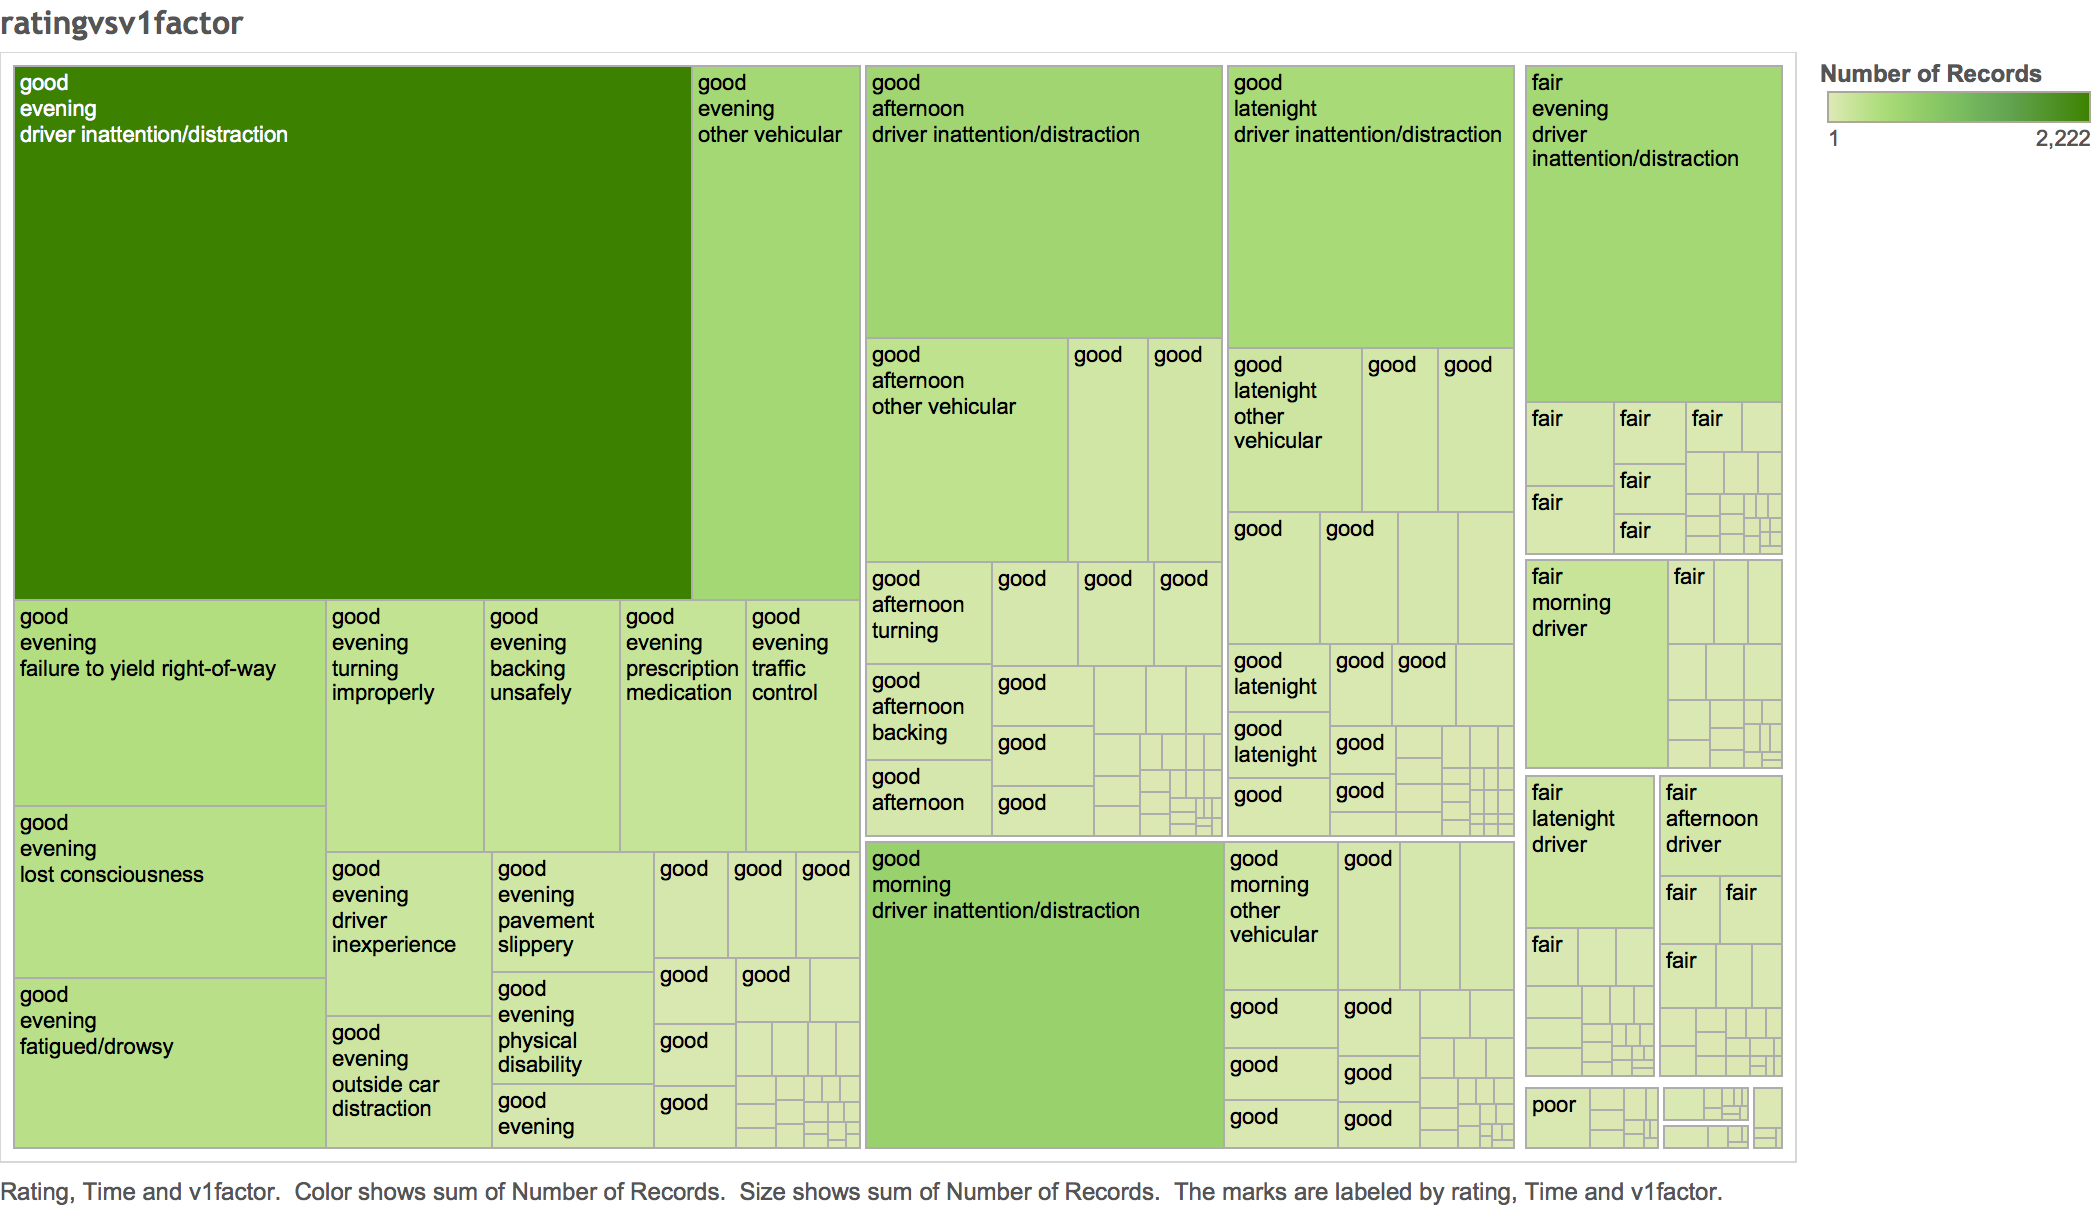 ratingvsv1factor
good
evening
driver inattention/distraction
good
evening
other vehicular
good
evening
failure to yield right-of-way
good
evening
lost consciousness
good
evening
fatigued/drowsy
good
evening
turning
improperly
good
evening
backing
unsafely
good
evening
prescription
medication
good
evening
traffic
control
good
evening
driver
inexperience
good
evening
outside car
distraction
good
evening
pavement
slippery
good
evening
physical
disability
good
evening
good
good
good
good
good
good
good
good
afternoon
driver inattention/distraction
good
afternoon
other vehicular
good
good
good
afternoon
turning
good
afternoon
backing
good
afternoon
good
good
good
good
good
good
good
latenight
driver inattention/distraction
good
latenight
other
vehicular
good
good
good
good
good
latenight
good
latenight
good
good
good
good
good
good
morning
driver inattention/distraction
good
morning
other
vehicular
good
good
good
good
good
good
good
fair
evening
driver
inattention/distraction
fair
fair
fair
fair
fair
fair
fair
morning
driver
fair
fair
latenight
driver
fair
fair
afternoon
driver
fair
fair
fair
poor
Number of Records
1
2,222
Rating, Time and v1factor.  Color shows sum of Number of Records.  Size shows sum of Number of Records.  The marks are labeled by rating, Time and v1factor.